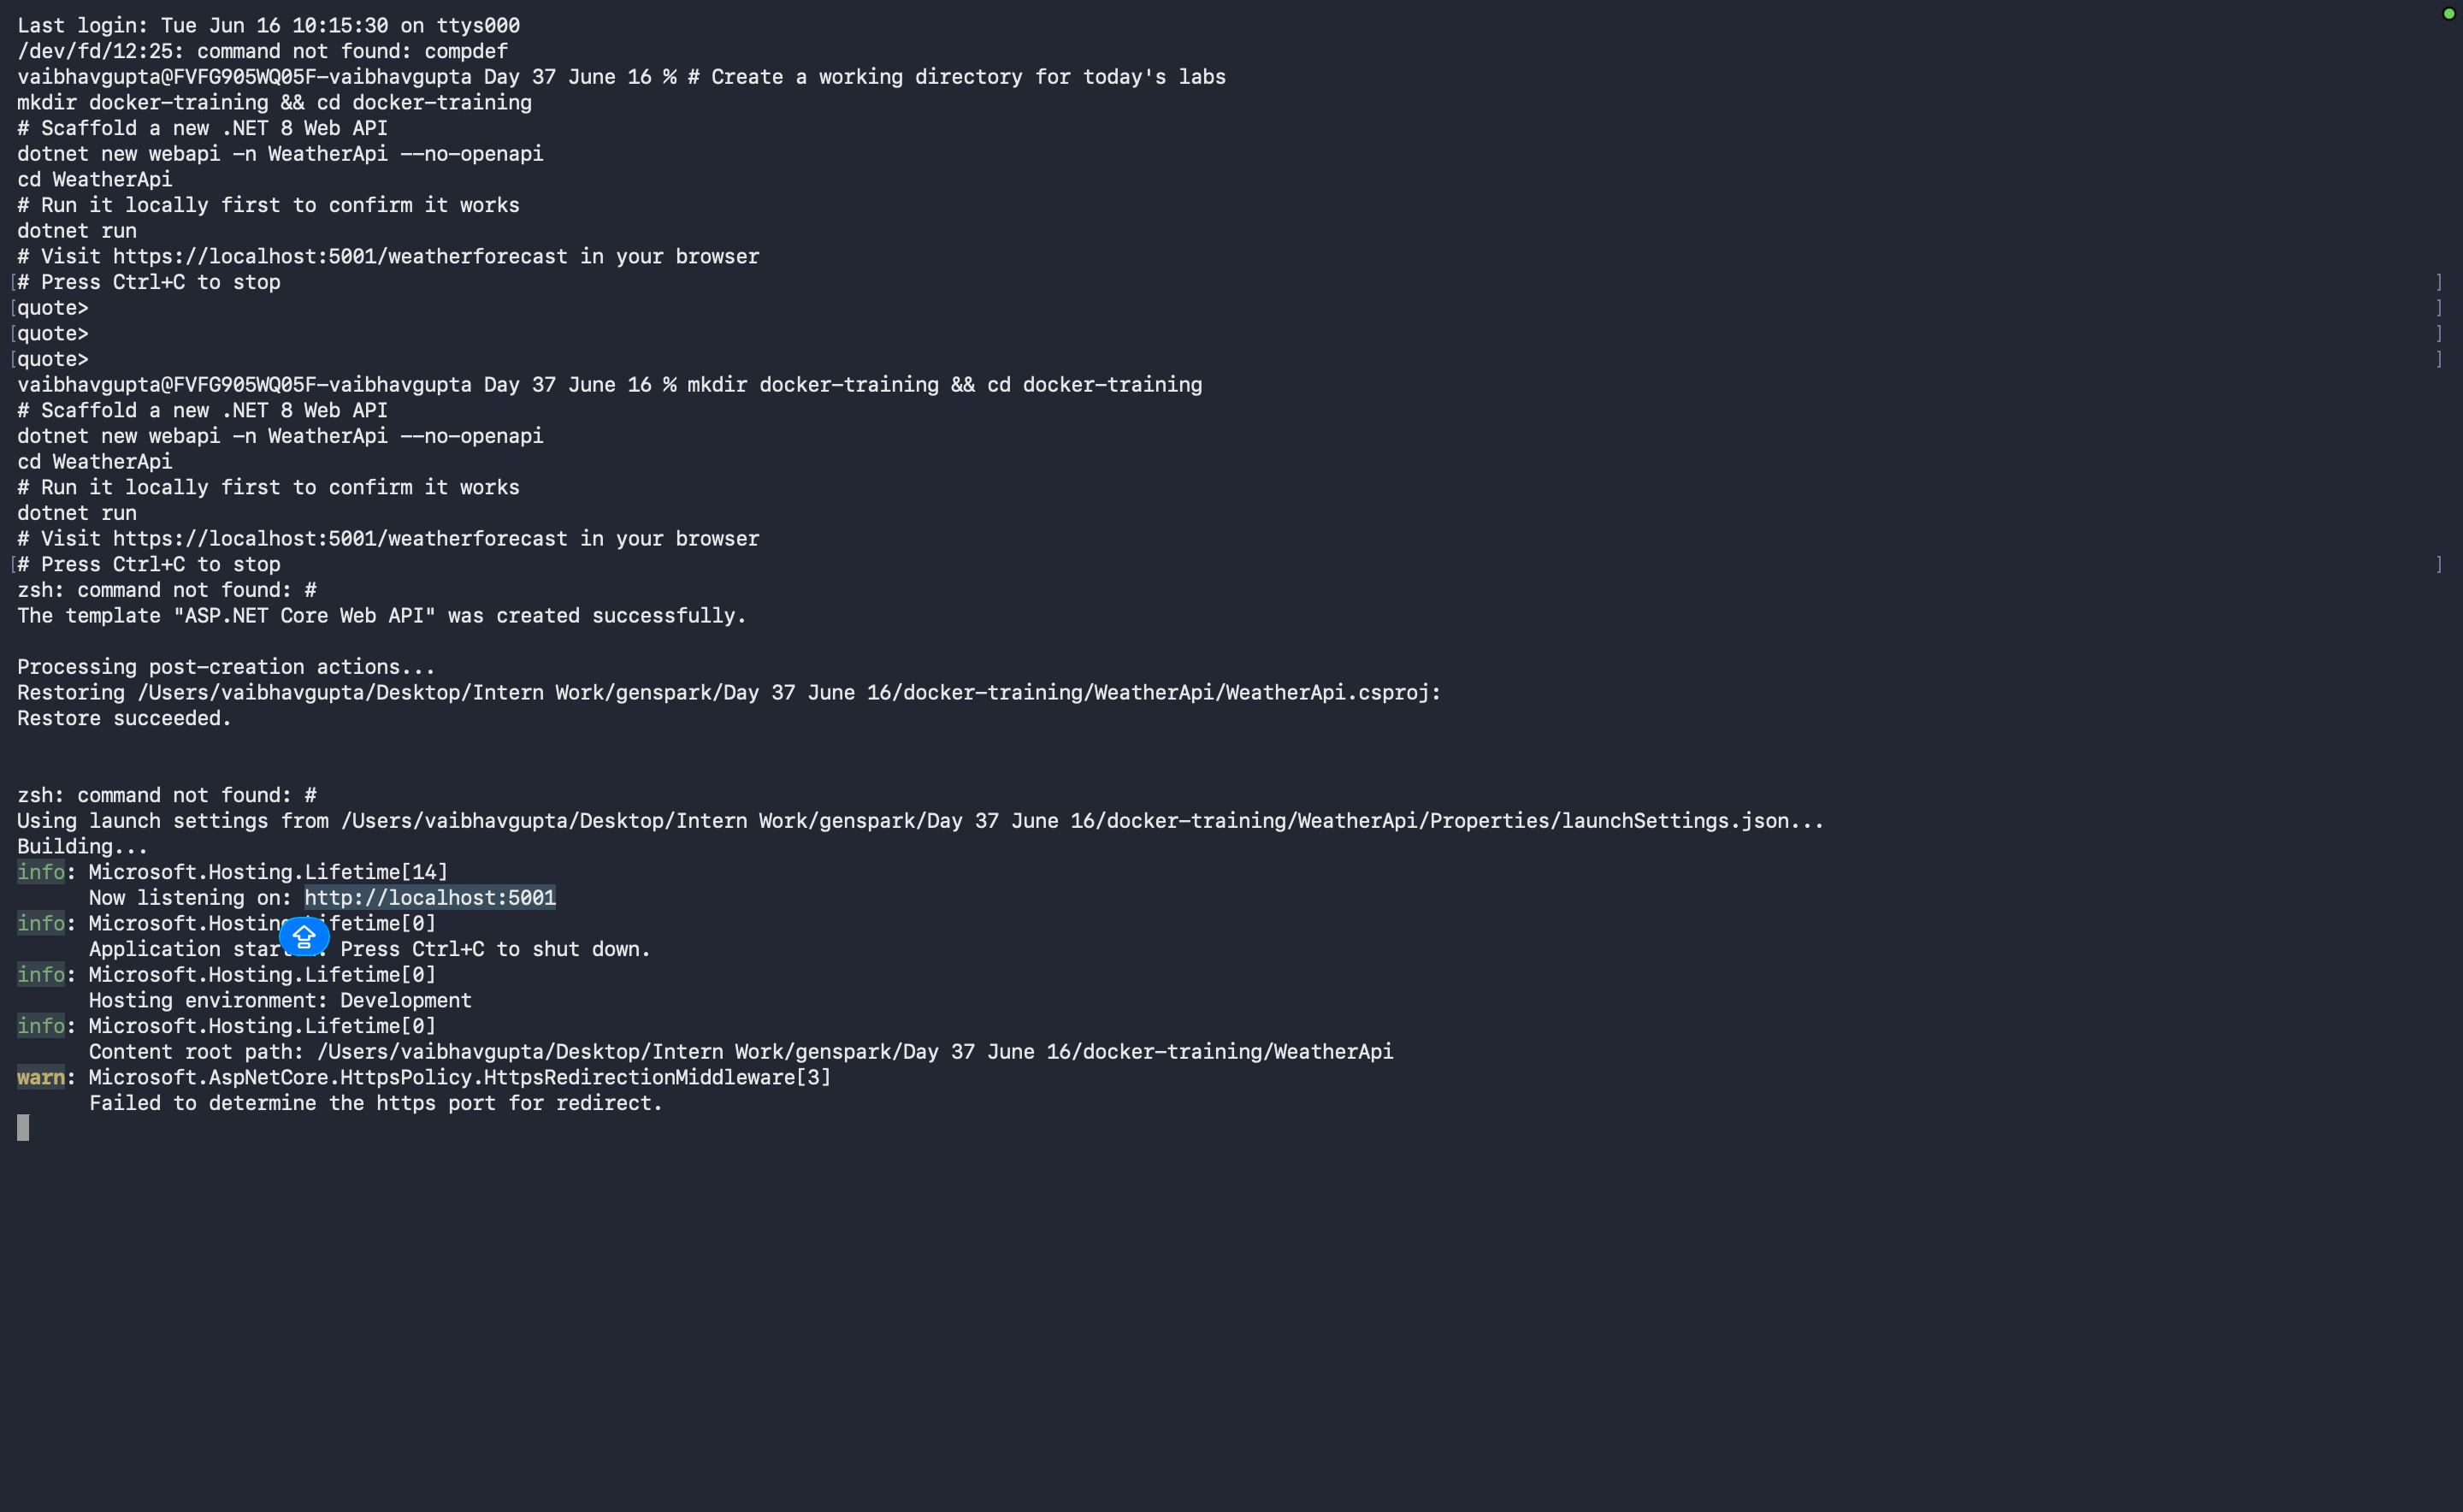 Last login: Tue Jun 16 10:15:30 on ttys000
/dev/fd/12:25: command not found: compdef
vaibhavgupta@FVFG905WQ05F-vaibhavgupta Day 37 June 16 % # Create a working directory for today's labs
mkdir docker-training && cd docker-training
# Scaffold a new .NET 8 Web API
dotnet new webapi -n WeatherApi --no-openapi
cd WeatherApi
# Run it locally first to confirm it works
dotnet run
# Visit https://localhost:5001/weatherforecast in your browser
[# Press Ctrl+C to stop ]
[quote> ]
[quote> ]
[quote> ]
vaibhavgupta@FVFG905WQ05F-vaibhavgupta Day 37 June 16 % mkdir docker-training && cd docker-training
# Scaffold a new .NET 8 Web API
dotnet new webapi -n WeatherApi --no-openapi
cd WeatherApi
# Run it locally first to confirm it works
dotnet run
# Visit https://localhost:5001/weatherforecast in your browser
[# Press Ctrl+C to stop ]
zsh: command not found: #
The template "ASP.NET Core Web API" was created successfully.
Processing post-creation actions...
Restoring /Users/vaibhavgupta/Desktop/Intern Work/genspark/Day 37 June 16/docker-training/WeatherApi/WeatherApi.csproj:
Restore succeeded.
zsh: command not found: #
Using launch settings from /Users/vaibhavgupta/Desktop/Intern Work/genspark/Day 37 June 16/docker-training/WeatherApi/Properties/launchSettings.json...
Building...
info: Microsoft.Hosting.Lifetime[14]
Now listening on: http://localhost:5001
info: Microsoft.Hosting.Lifetime[0]
Application started. Press Ctrl+C to shut down.
info: Microsoft.Hosting.Lifetime[0]
Hosting environment: Development
info: Microsoft.Hosting.Lifetime[0]
Content root path: /Users/vaibhavgupta/Desktop/Intern Work/genspark/Day 37 June 16/docker-training/WeatherApi
warn: Microsoft.AspNetCore.HttpsPolicy.HttpsRedirectionMiddleware[3]
Failed to determine the https port for redirect.